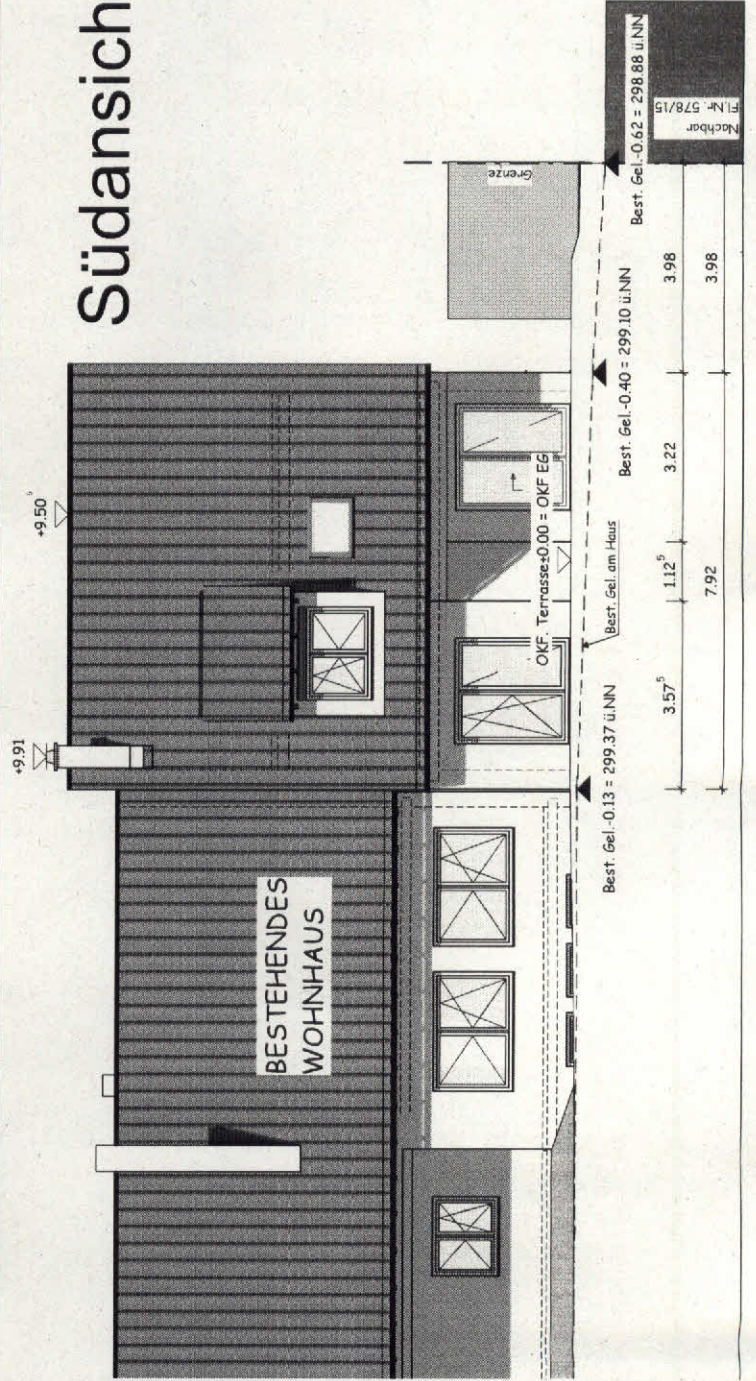 Südansich
+9.50⁵
+9.91
BESTEHENDES
WOHNHAUS
Grenze
Nachbar
Fl.Nr. 578/15
OKF. Terrasse±0.00 = OKF EG
Best. Gel. am Haus
Best. Gel.-0.13 = 299.37 ü.NN
Best. Gel.-0.40 = 299.10 ü.NN
Best. Gel.-0.62 = 298.88 ü.NN
3.57⁵ 1.12⁵ 3.22 3.98
7.92 3.98